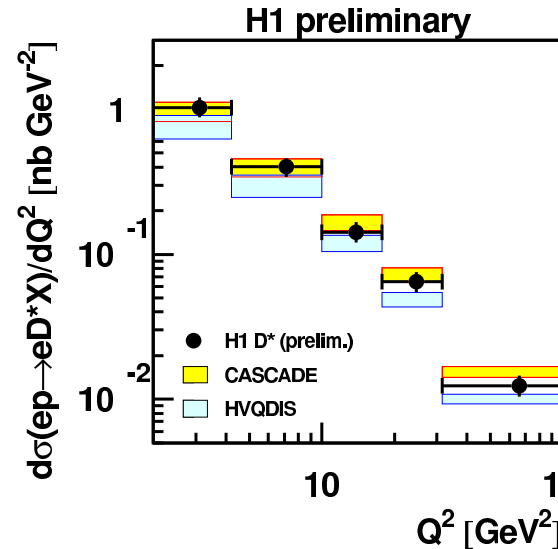 H1 preliminary
dσ(ep→eD*X)/dQ² [nb GeV⁻²]
1
10⁻¹
10⁻²
H1 D* (prelim.)
CASCADE
HVQDIS
10
1
Q² [GeV²]